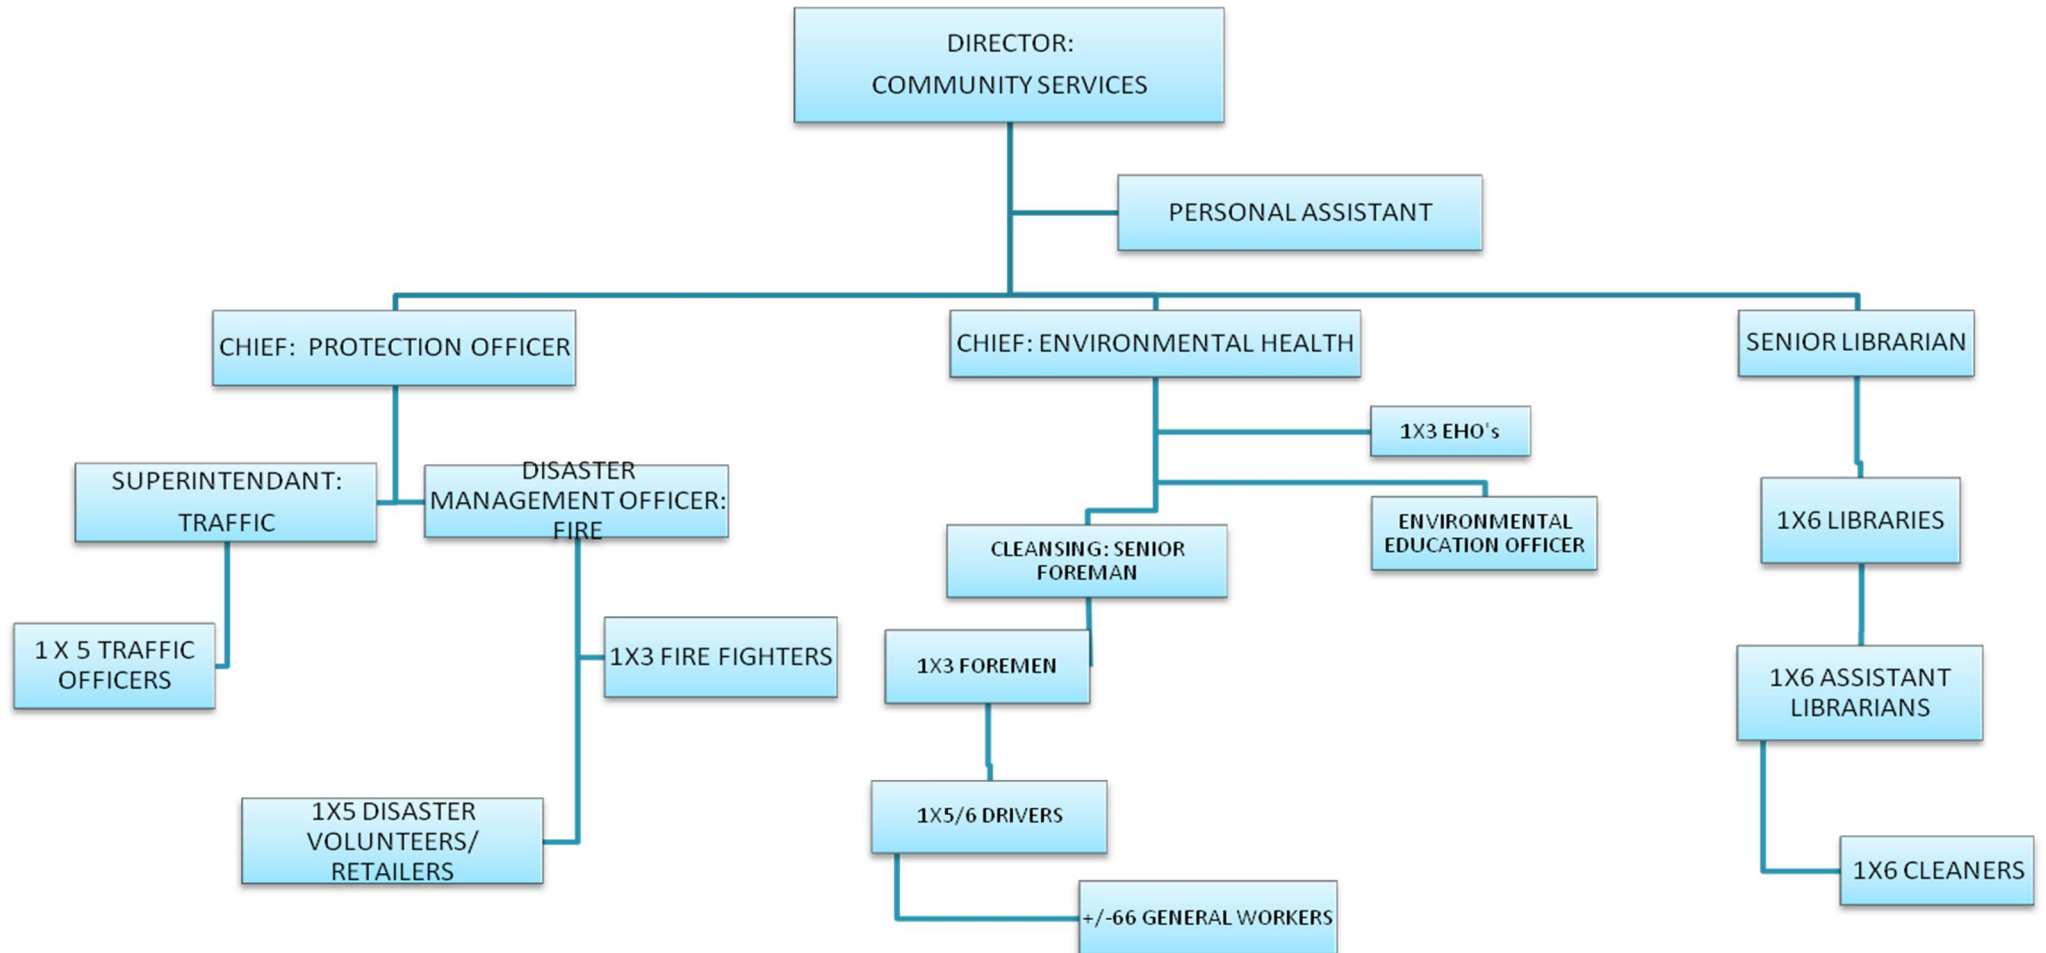 DIRECTOR:
COMMUNITY SERVICES
PERSONAL ASSISTANT
CHIEF: PROTECTION OFFICER
CHIEF: ENVIRONMENTAL HEALTH
SENIOR LIBRARIAN
1X3 EHO's
SUPERINTENDANT:
TRAFFIC
DISASTER
MANAGEMENT OFFICER:
FIRE
ENVIRONMENTAL
EDUCATION OFFICER
1X6 LIBRARIES
CLEANSING: SENIOR
FOREMAN
1 X 5 TRAFFIC
OFFICERS
1X3 FIRE FIGHTERS
1X3 FOREMEN
1X6 ASSISTANT
LIBRARIANS
1X5 DISASTER
VOLUNTEERS/
RETAILERS
1X5/6 DRIVERS
1X6 CLEANERS
+/-66 GENERAL WORKERS